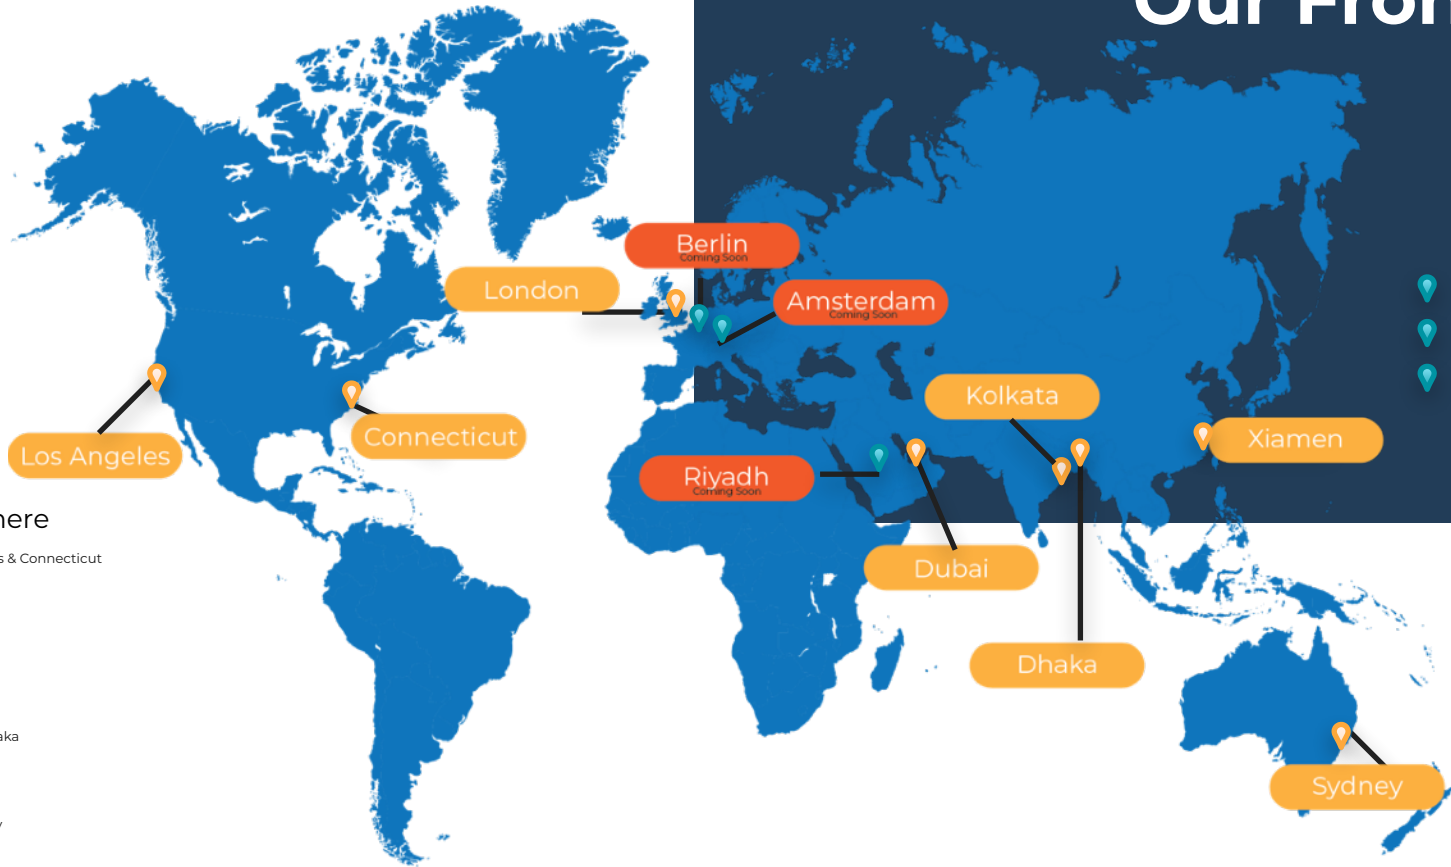 Our Fron
Berlin
Coming Soon
London
Amsterdam
Coming Soon
Kolkata
Los Angeles
Connecticut
Xiamen
Riyadh
Coming Soon
Dubai
Dhaka
Sydney
here
s & Connecticut
aka
y